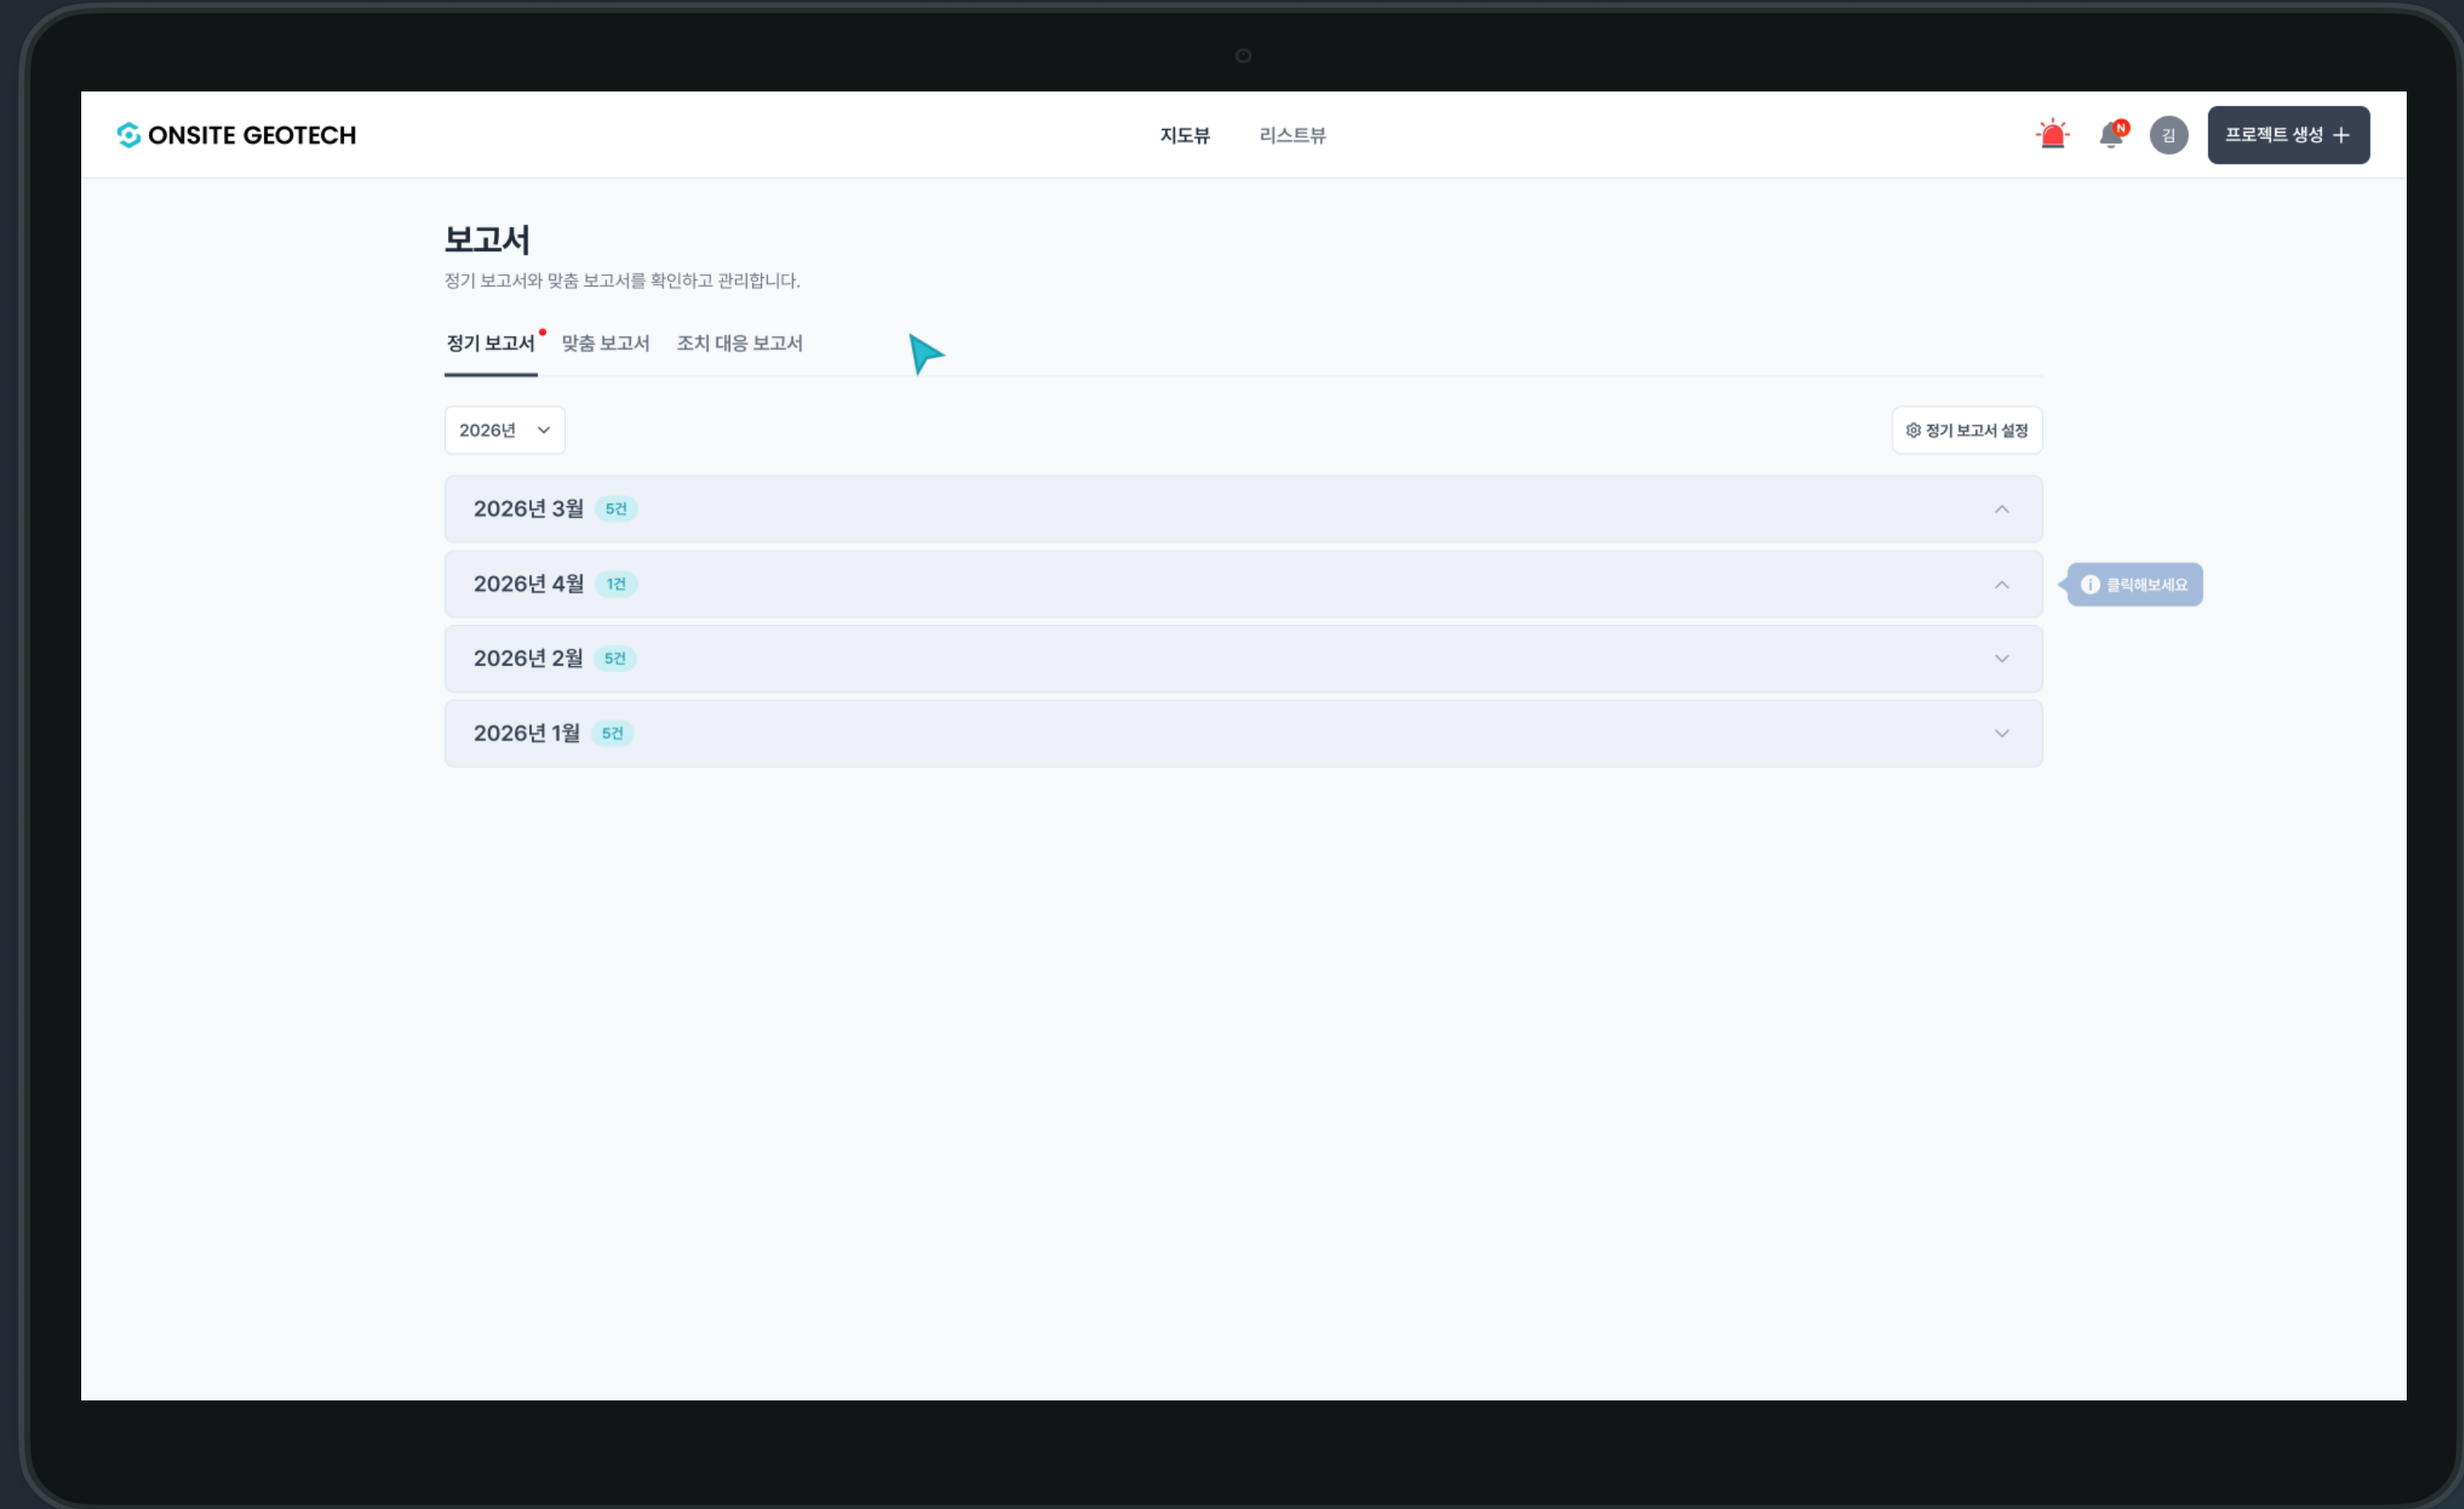 ONSITE GEOTECH
지도뷰
리스트뷰
N
김
프로젝트 생성 +
보고서
정기 보고서와 맞춤 보고서를 확인하고 관리합니다.
정기 보고서
맞춤 보고서
조치 대응 보고서
2026년
정기 보고서 설정
2026년 3월 5건
2026년 4월 1건
클릭해보세요
2026년 2월 5건
2026년 1월 5건